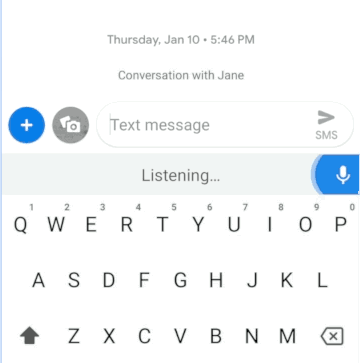 Thursday, Jan 10 • 5:46 PM
Conversation with Jane
Text message
SMS
Listening...
1 2 3 4 5 6 7 8 9 0
Q W E R T Y U I O P
A S D F G H J K L
Z X C V B N M